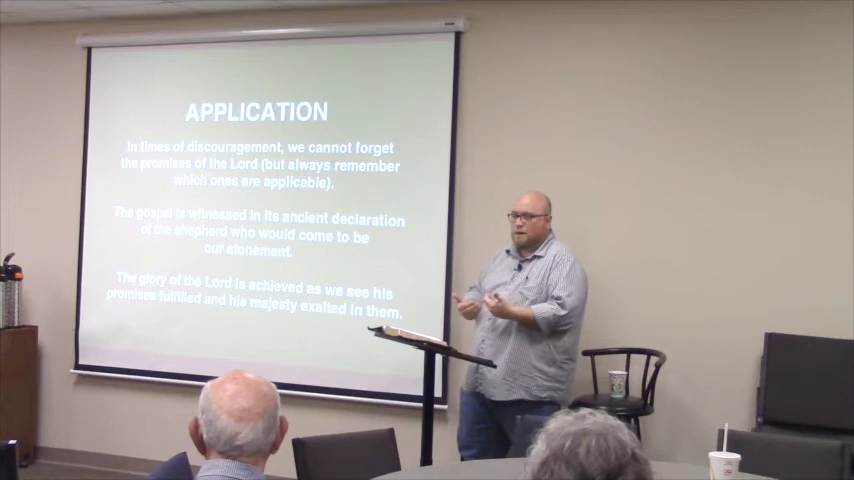 APPLICATION
In times of discouragement, we cannot forget
the promises of the Lord (but always remember
which ones are applicable).
The gospel is witnessed in its ancient declaration
of the shepherd who would come to be
our atonement.
The glory of the Lord is achieved as we see his
promises fulfilled and his majesty exalted in them.